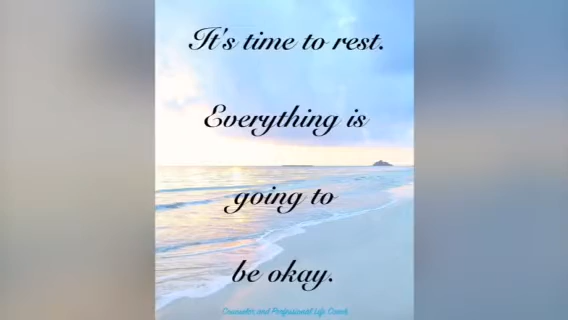 It's time to rest.
Everything is
going to
be okay.
Counselor and Professional Life Coach